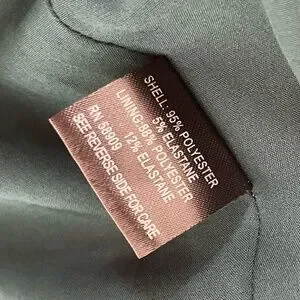 SHELL: 95% POLYESTER
5% ELASTANE
LINING: 88% POLYESTER
12% ELASTANE
RN 58909
SEE REVERSE SIDE FOR CARE